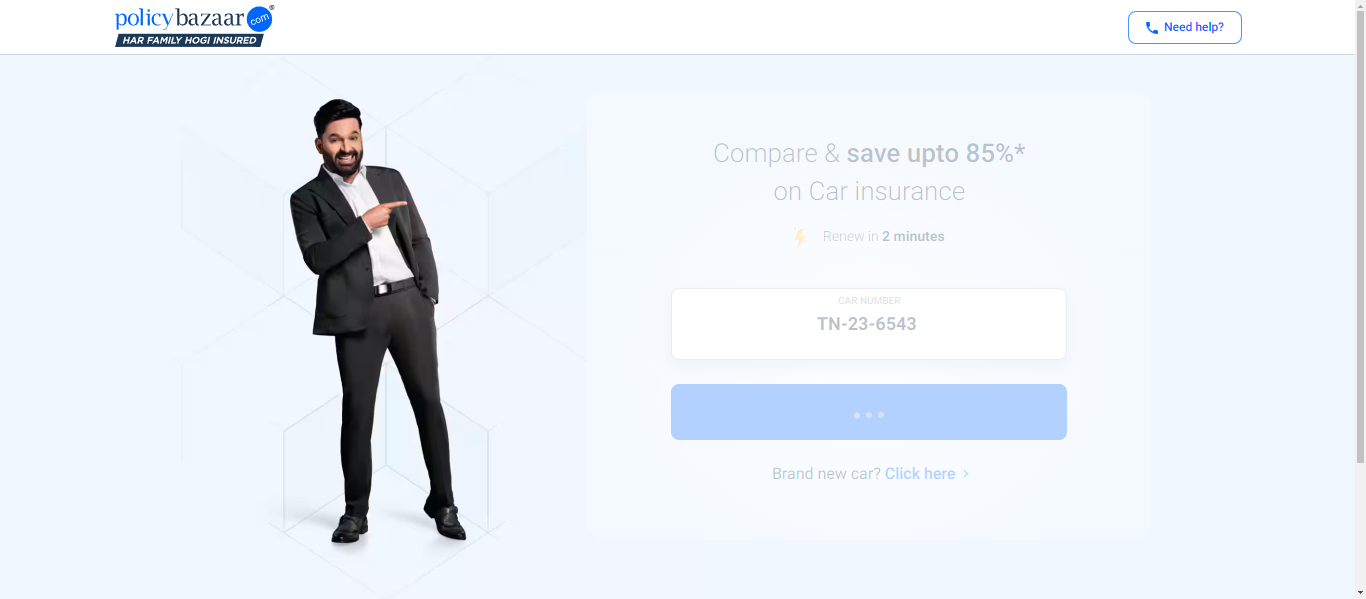 policybazaar com®
HAR FAMILY HOGI INSURED
Need help?
Compare & save upto 85%*
on Car insurance
Renew in 2 minutes
CAR NUMBER
TN-23-6543
Brand new car? Click here >